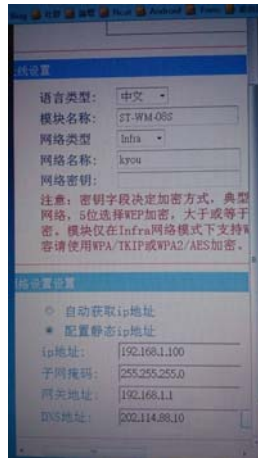 线设置
语言类型: 中文
模块名称: ST-WM-08S
网络类型 Infra
网络名称: kyou
网络密钥:
注意: 密钥字段决定加密方式, 典型
网络, 5位选择WEP加密, 大于或等于
密。模块仅在Infra网络模式下支持W
容请使用WPA/TKIP或WPA2/AES加密。
络设置设置
自动获取ip地址
配置静态ip地址
ip地址: 192.168.1.100
子网掩码: 255.255.255.0
网关地址: 192.168.1.1
DNS地址: 202.114.88.10